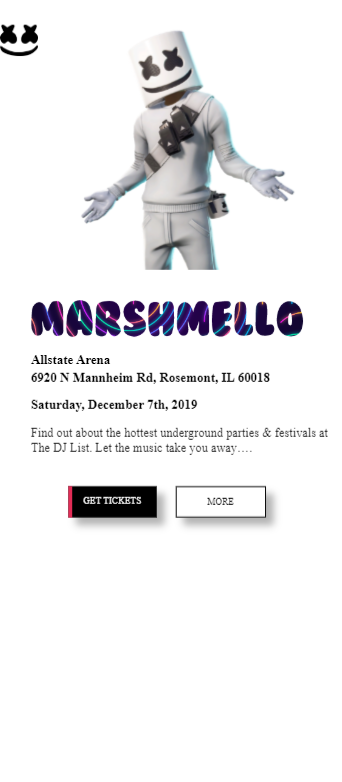 MARSHMELLO
Allstate Arena
6920 N Mannheim Rd, Rosemont, IL 60018
Saturday, December 7th, 2019
Find out about the hottest underground parties & festivals at
The DJ List. Let the music take you away….
GET TICKETS
MORE